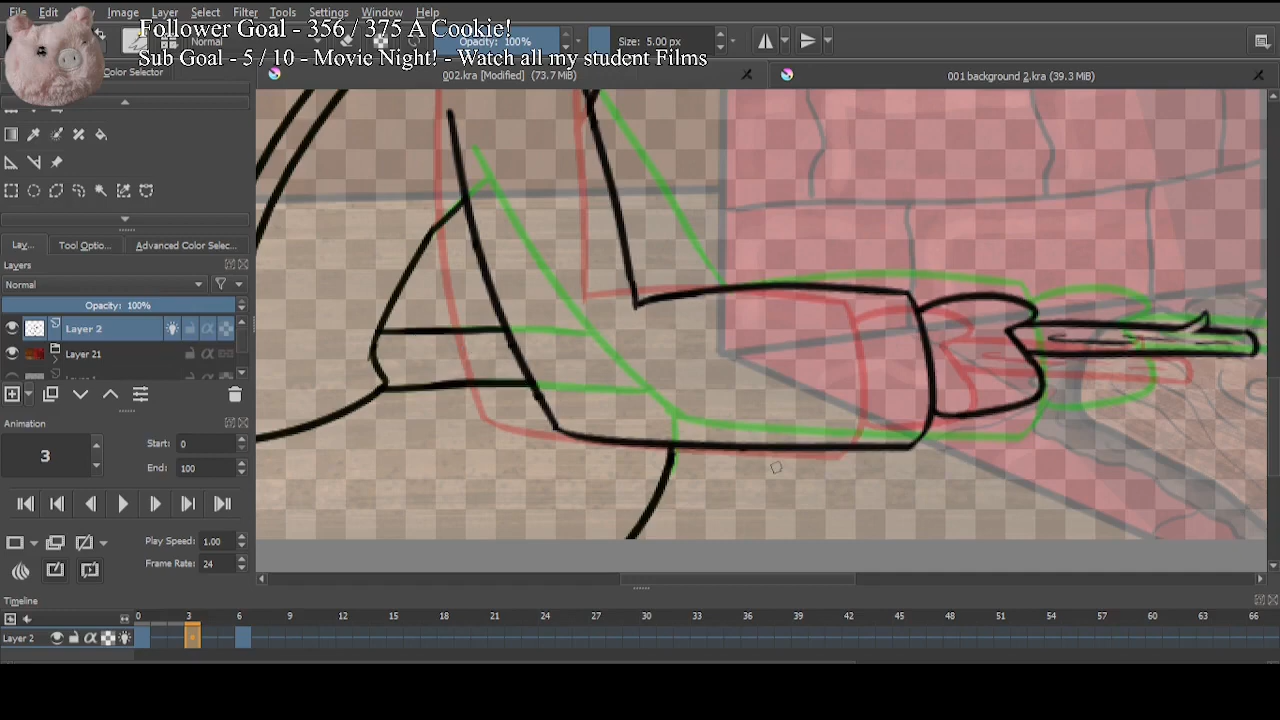 File Edit Image Layer Select Filter Tools Settings Window Help
Follower Goal - 356 / 375 A Cookie!
Normal Opacity: 100% Size: 5.00 px
Sub Goal - 5 / 10 - Movie Night! - Watch all my student Films
Color Selector
002.kra [Modified] (73.7 MiB)
001 background 2.kra (39.3 MiB)
Lay... Tool Optio... Advanced Color Selec...
Layers
Normal
Opacity: 100%
Layer 2
Layer 21
Animation
3
Start: 0
End: 100
Play Speed: 1.00
Frame Rate: 24
Timeline
0 3 6 9 12 15 18 21 24 27 30 33 36 39 42 45 48 51 54 57 60 63 66
Layer 2